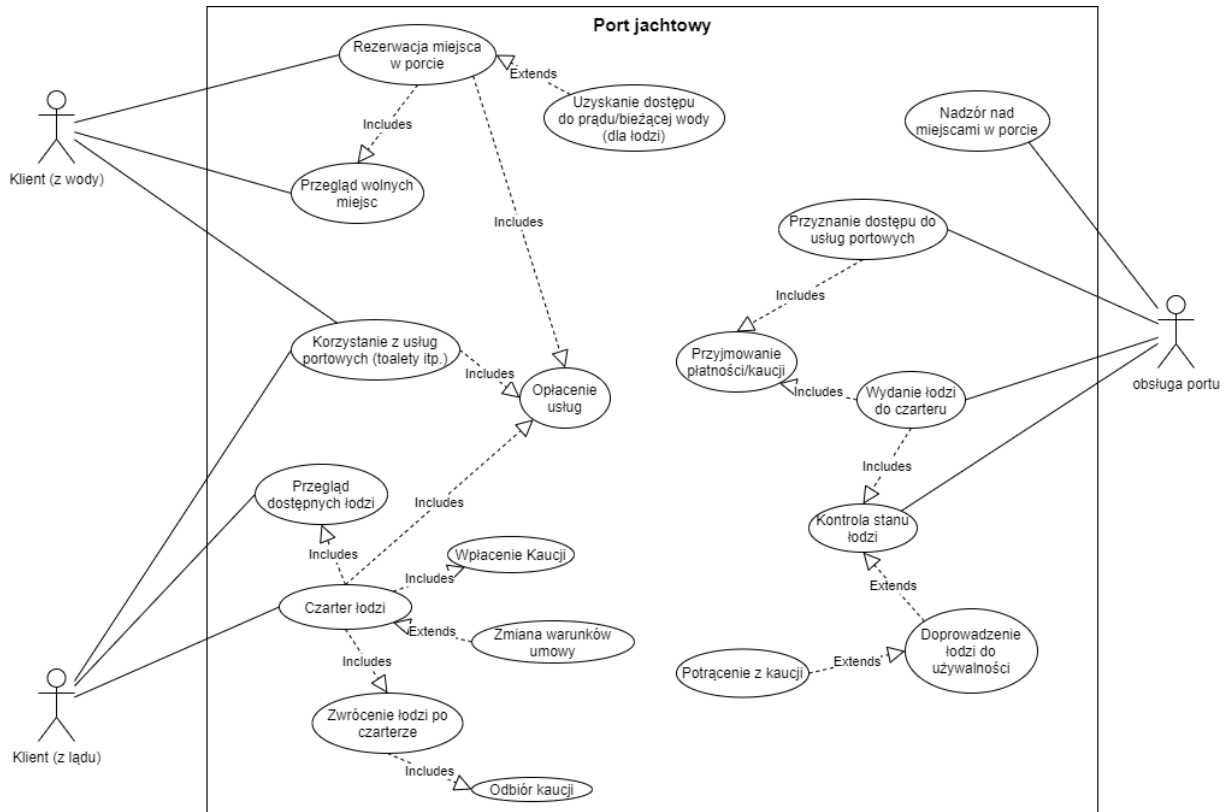 Port jachtowy
Rezerwacja miejsca
w porcie
Extends
Uzyskanie dostępu
do prądu/bieżącej wody
(dla łodzi)
Includes
Przegląd wolnych
miejsc
Klient (z wody)
Nadzór nad
miejscami w porcie
Includes
Przyznanie dostępu do
usług portowych
Includes
Korzystanie z usług
portowych (toalety itp.)
Includes
Opłacenie
usług
Przyjmowanie
płatności/kaucji
Includes
Wydanie łodzi
do czarteru
obsługa portu
Includes
Przegląd
dostępnych łodzi
Includes
Kontrola stanu
łodzi
Includes
Wpłacenie Kaucji
Includes
Czarter łodzi
Extends
Zmiana warunków
umowy
Extends
Doprowadzenie
łodzi do
używalności
Includes
Potrącenie z kaucji
Extends
Zwrócenie łodzi po
czarterze
Klient (z lądu)
Includes
Odbiór kaucji